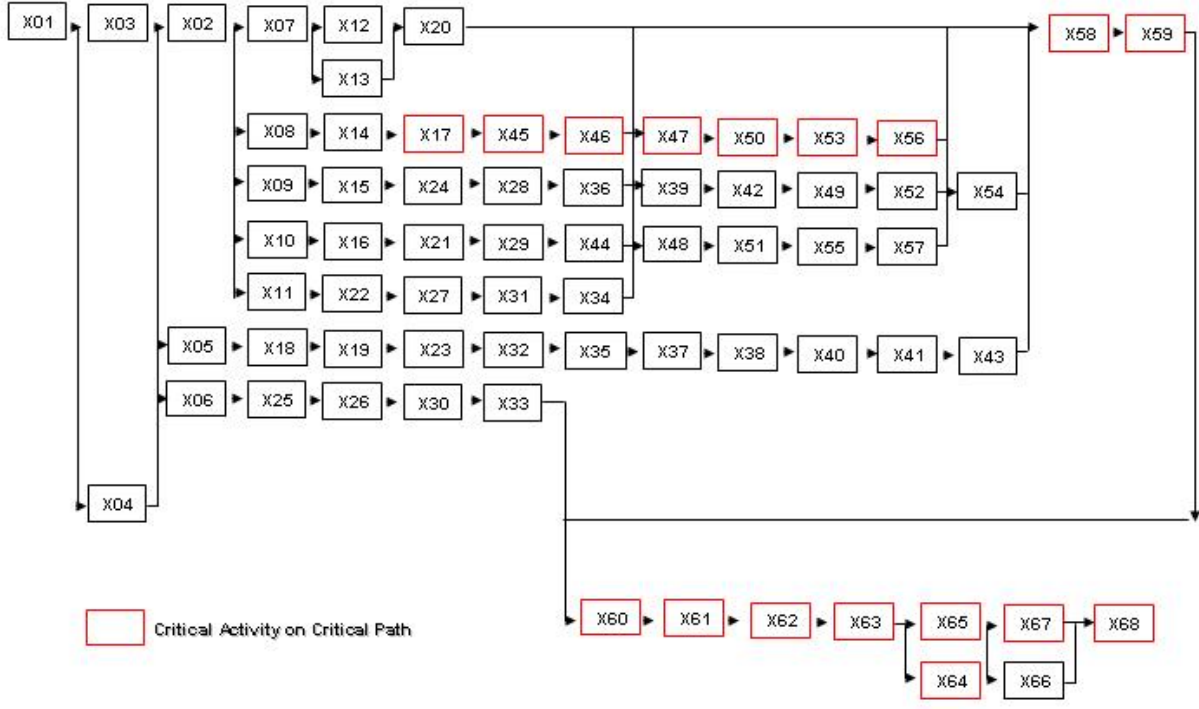 X01 X03 X02 X07 X12 X20 X58 X59
X13
X08 X14 X17 X45 X46 X47 X50 X53 X56
X09 X15 X24 X28 X36 X39 X42 X49 X52 X54
X10 X16 X21 X29 X44 X48 X51 X55 X57
X11 X22 X27 X31 X34
X05 X18 X19 X23 X32 X35 X37 X38 X40 X41 X43
X06 X25 X26 X30 X33
X04
X60 X61 X62 X63 X65 X67 X68
Critical Activity on Critical Path
X64 X66